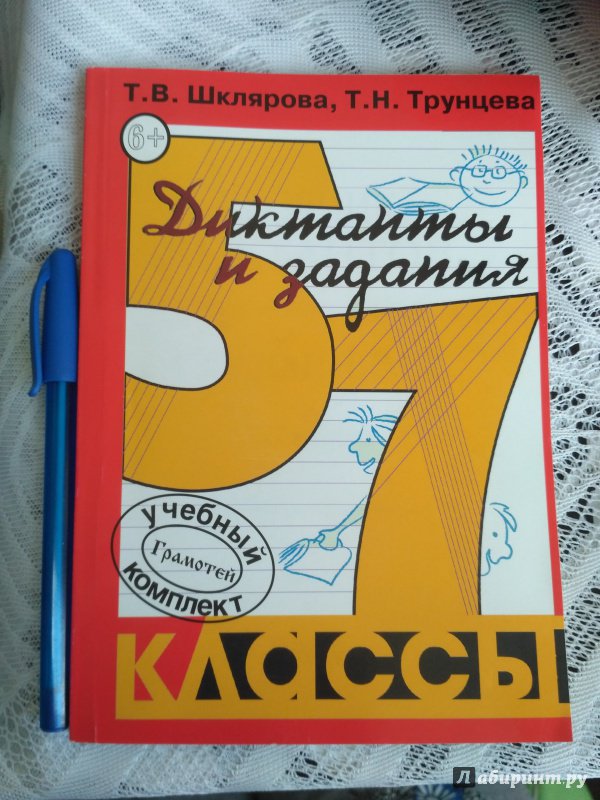 Т.В. Шклярова, Т.Н. Трунцева
6+
Диктанты
и задания
5-7
учебный
Грамотей
комплект
классы
Лабиринт.ру